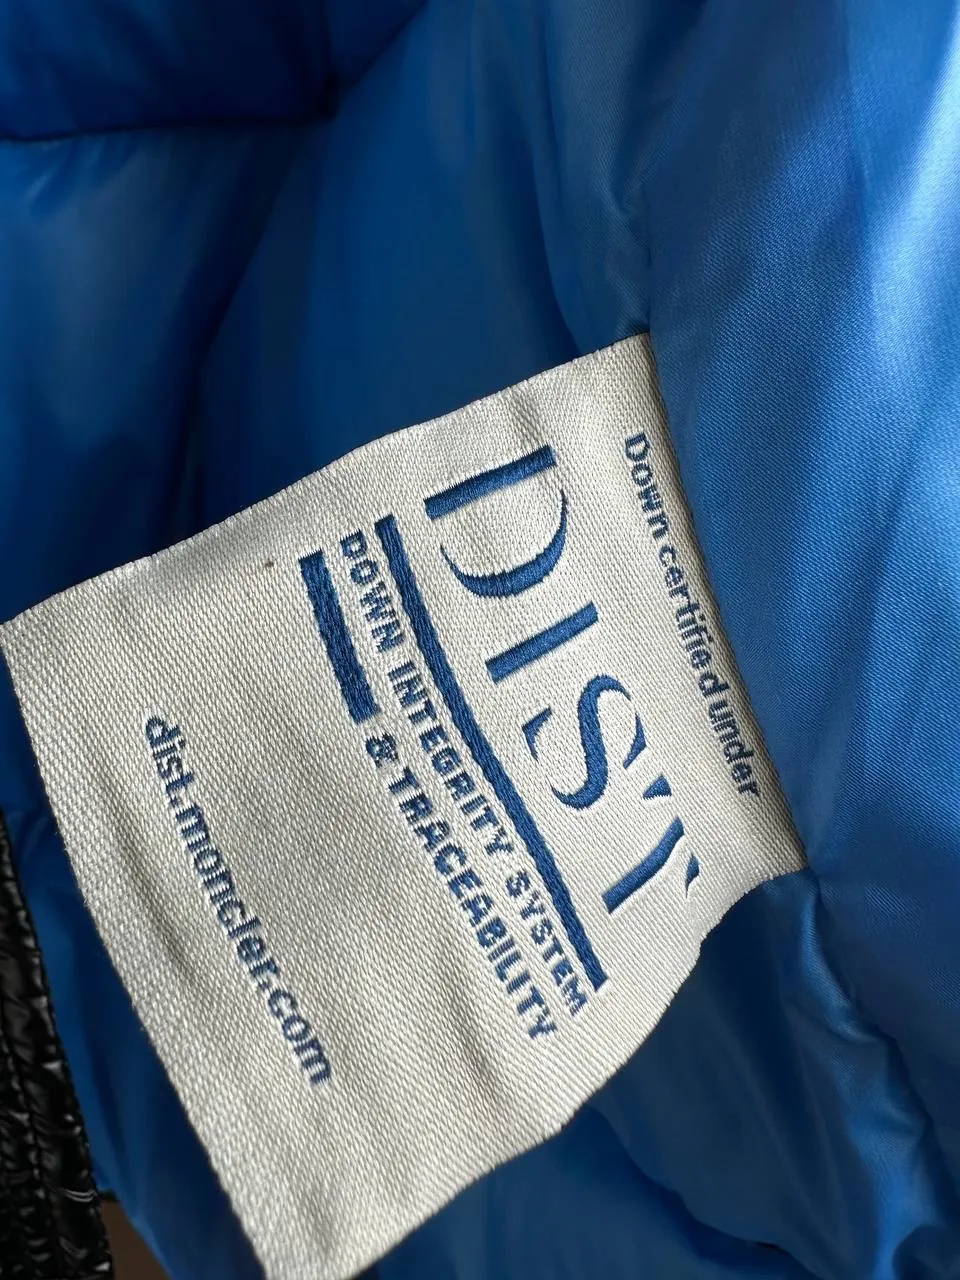 Down certified under
DIST
DOWN INTEGRITY SYSTEM
& TRACEABILITY
dist.moncler.com